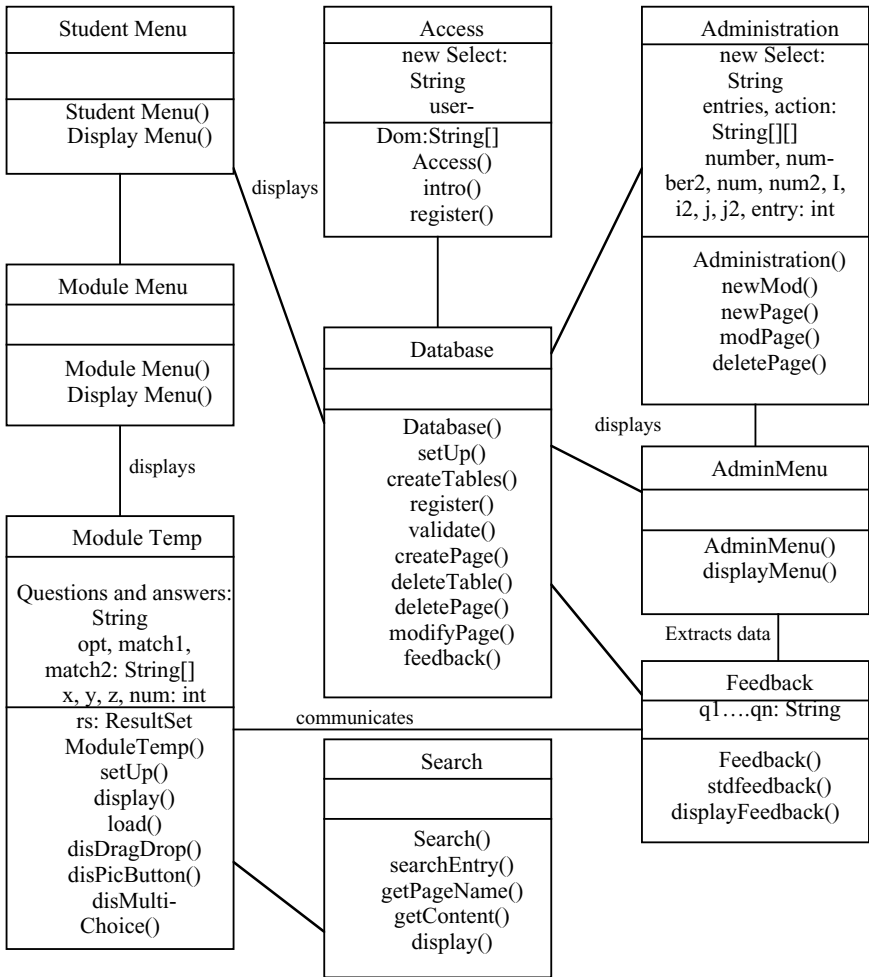 Student Menu
Student Menu()
Display Menu()
displays
Access
new Select:
String
user-
Dom:String[]
Access()
intro()
register()
Administration
new Select:
String
entries, action:
String[][]
number, num-
ber2, num, num2, I,
i2, j, j2, entry: int
Administration()
newMod()
newPage()
modPage()
deletePage()
Module Menu
Module Menu()
Display Menu()
displays
Database
Database()
setUp()
createTables()
register()
validate()
createPage()
deleteTable()
deletePage()
modifyPage()
feedback()
displays
AdminMenu
AdminMenu()
displayMenu()
Extracts data
Module Temp
Questions and answers:
String
opt, match1,
match2: String[]
x, y, z, num: int
rs: ResultSet
ModuleTemp()
setUp()
display()
load()
disDragDrop()
disPicButton()
disMulti-
Choice()
communicates
Feedback
q1….qn: String
Feedback()
stdfeedback()
displayFeedback()
Search
Search()
searchEntry()
getPageName()
getContent()
display()